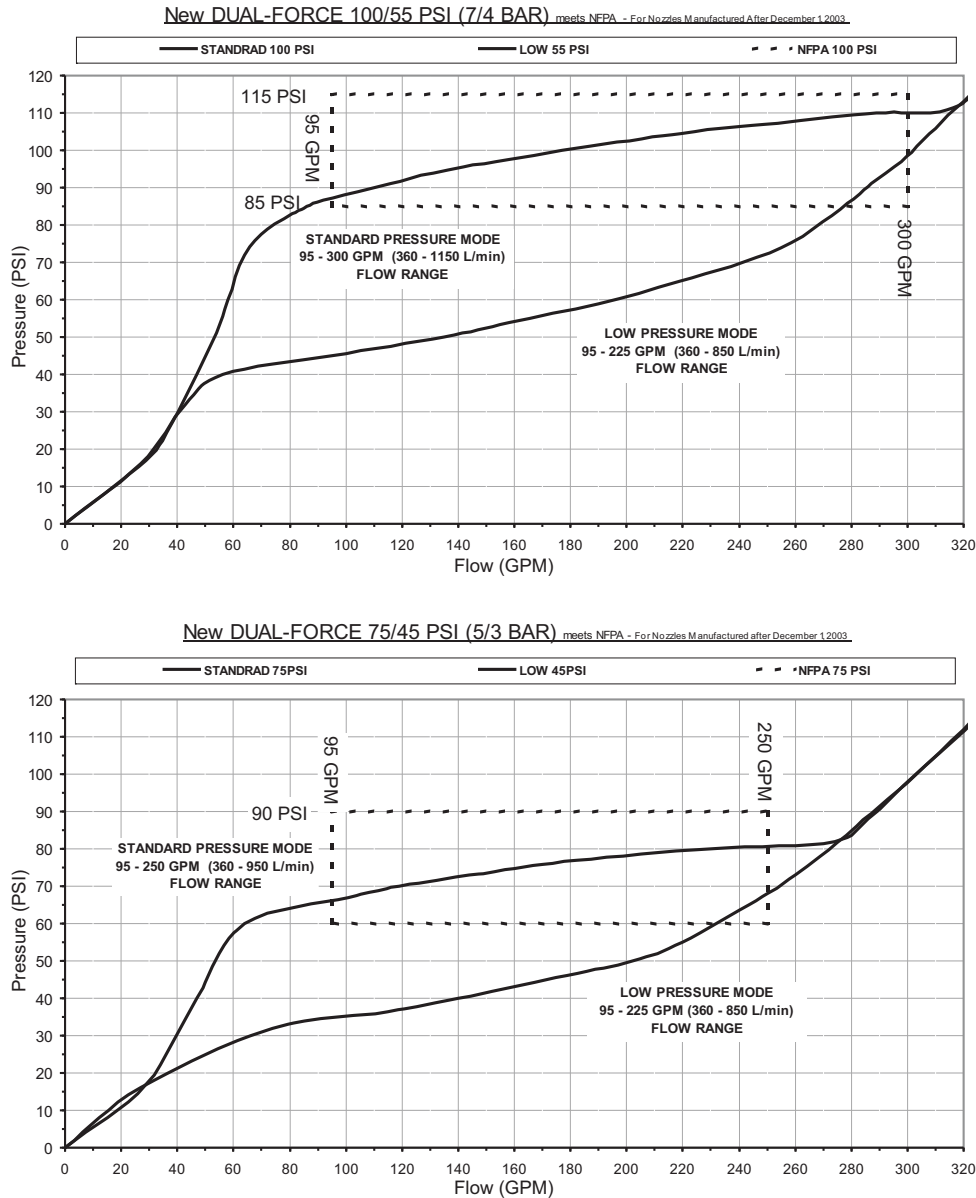 New DUAL-FORCE 100/55 PSI (7/4 BAR) meets NFPA - For Nozzles Manufactured After December 1, 2003
STANDRAD 100 PSI LOW 55 PSI NFPA 100 PSI
120
110
100
90
80
70
60
50
40
30
20
10
0
Pressure (PSI)
115 PSI
95 GPM
85 PSI
STANDARD PRESSURE MODE
95 - 300 GPM (360 - 1150 L/min)
FLOW RANGE
300 GPM
LOW PRESSURE MODE
95 - 225 GPM (360 - 850 L/min)
FLOW RANGE
0 20 40 60 80 100 120 140 160 180 200 220 240 260 280 300 320
Flow (GPM)
New DUAL-FORCE 75/45 PSI (5/3 BAR) meets NFPA - For Nozzles Manufactured after December 1, 2003
STANDRAD 75PSI LOW 45PSI NFPA 75 PSI
120
110
100
90
80
70
60
50
40
30
20
10
0
Pressure (PSI)
95 GPM
250 GPM
90 PSI
STANDARD PRESSURE MODE
95 - 250 GPM (360 - 950 L/min)
FLOW RANGE
LOW PRESSURE MODE
95 - 225 GPM (360 - 850 L/min)
FLOW RANGE
0 20 40 60 80 100 120 140 160 180 200 220 240 260 280 300 320
Flow (GPM)